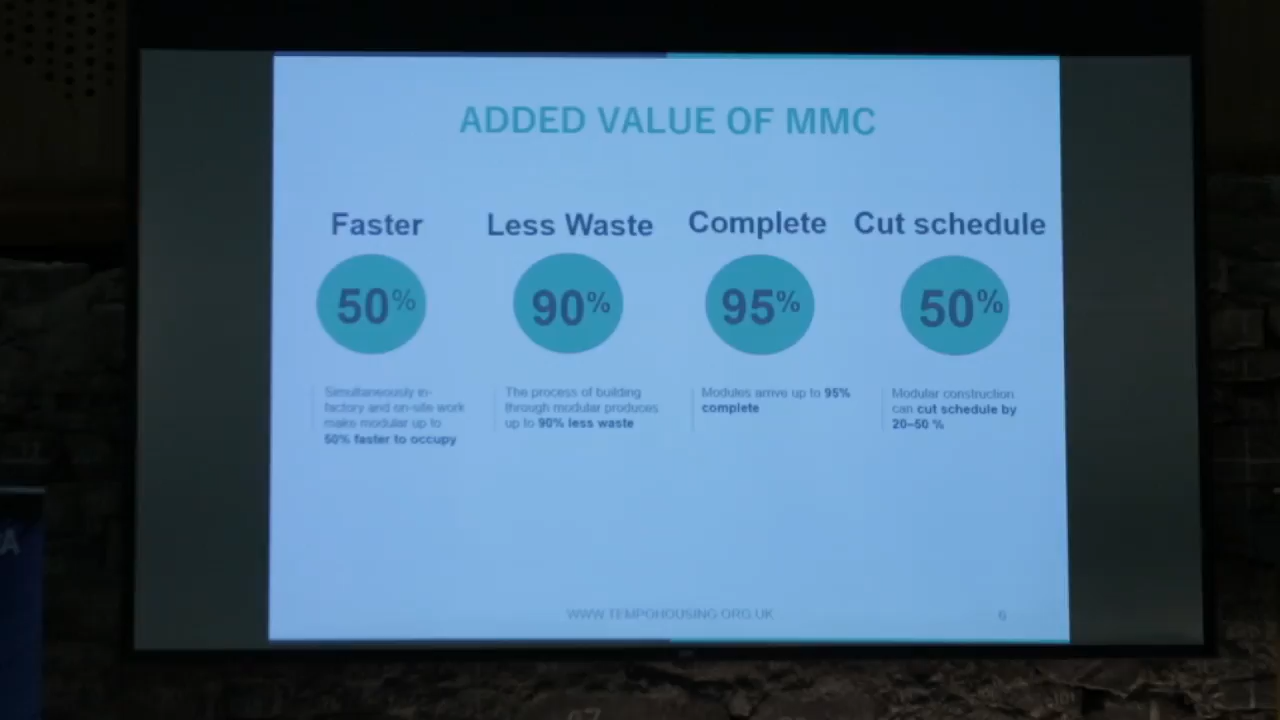 ADDED VALUE OF MMC
Faster
Less Waste
Complete
Cut schedule
50%
90%
95%
50%
Simultaneously in-
factory and on-site work
make modular up to
50% faster to occupy
The process of building
through modular produces
up to 90% less waste
Modules arrive up to 95%
complete
Modular construction
can cut schedule by
20–50 %
WWW.TEMPOHOUSING.ORG.UK
6